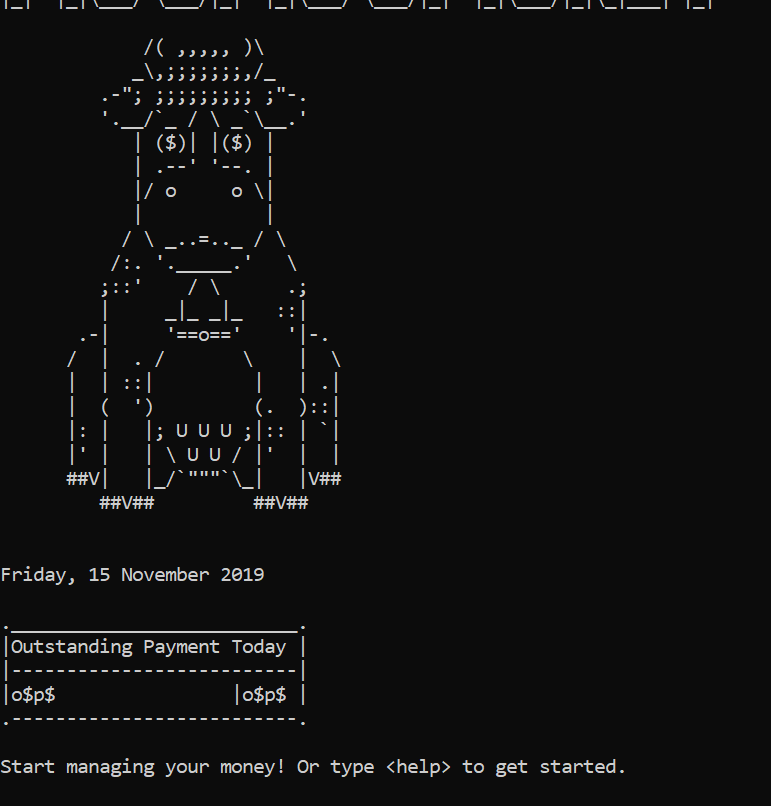 Friday, 15 November 2019
Outstanding Payment Today
o$p$ |o$p$
Start managing your money! Or type <help> to get started.